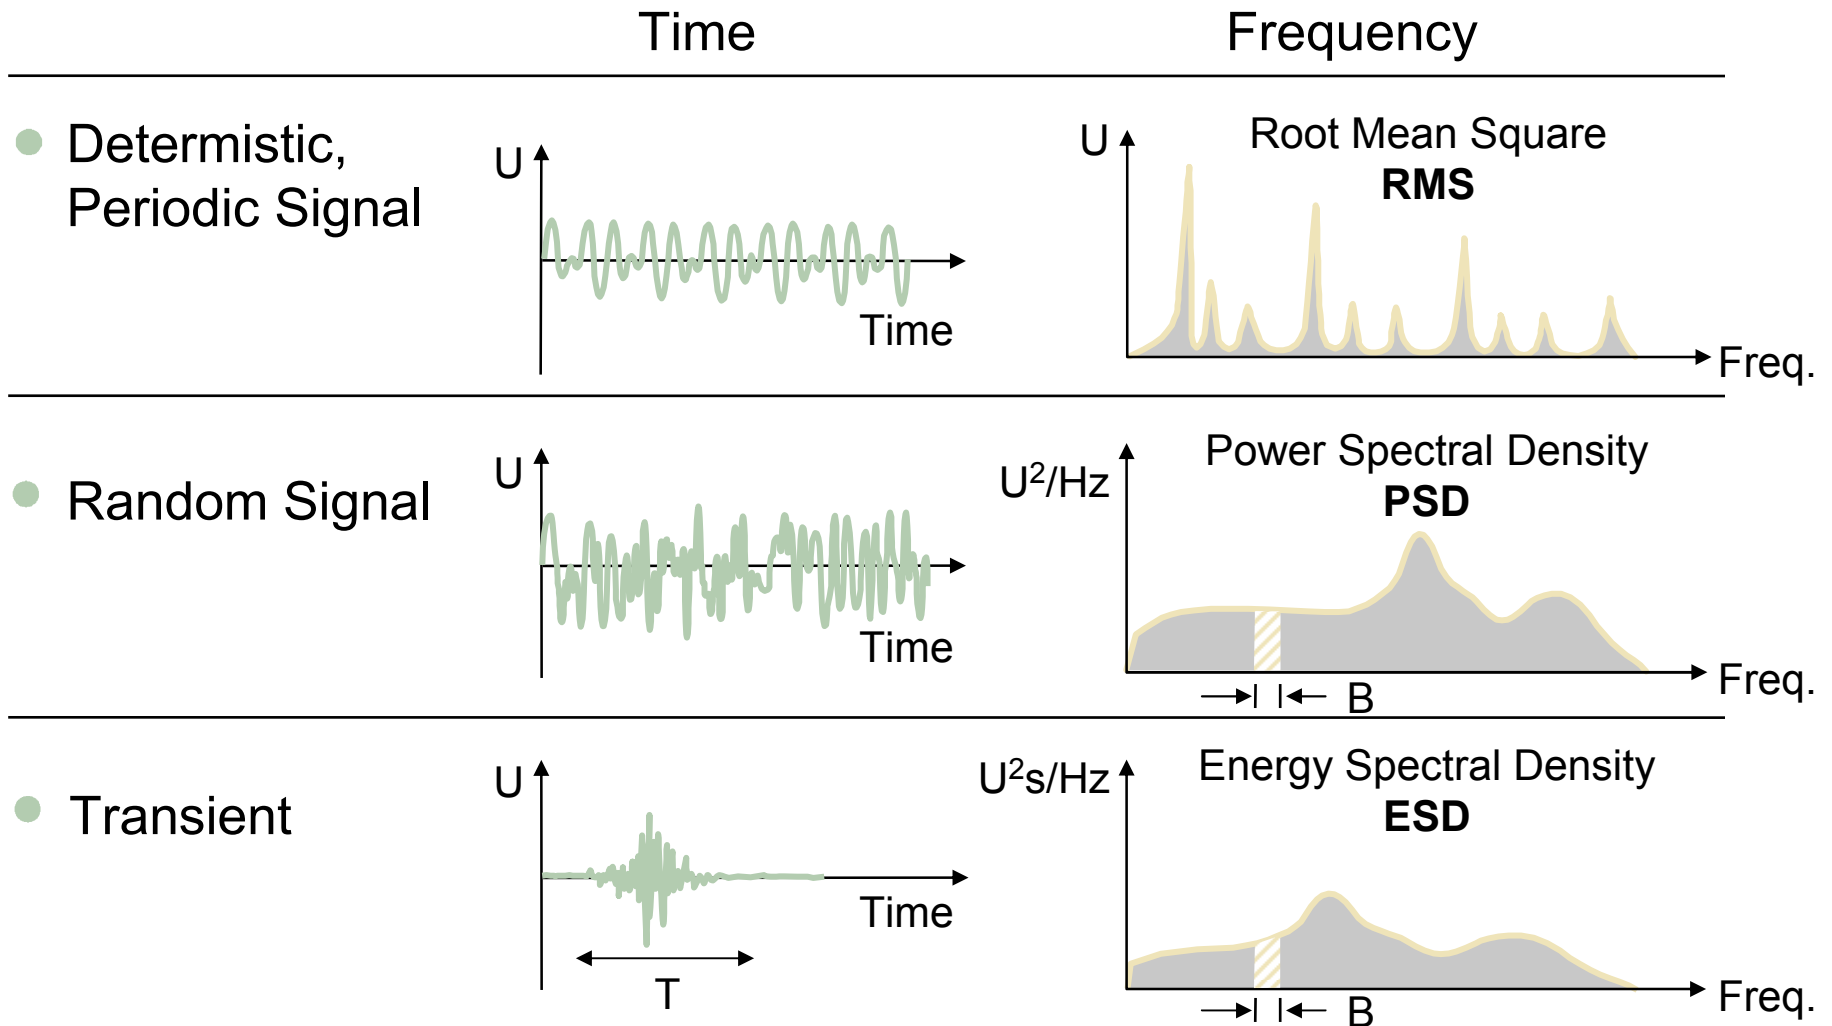 Time
Frequency
Determistic,
Periodic Signal
U
Time
U
Root Mean Square
RMS
Freq.
Random Signal
U
Time
U²/Hz
Power Spectral Density
PSD
B
Freq.
Transient
U
Time
T
U²s/Hz
Energy Spectral Density
ESD
B
Freq.